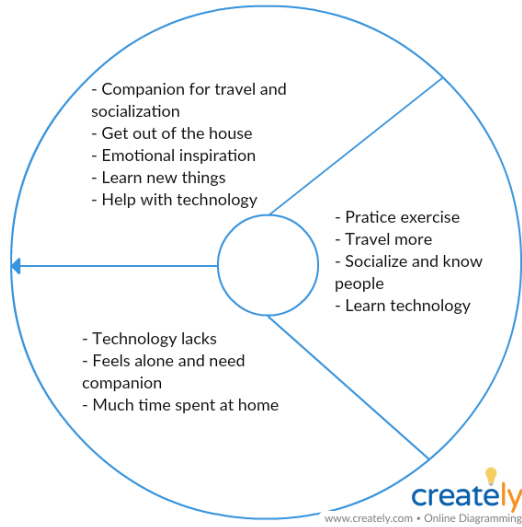 - Companion for travel and
socialization
- Get out of the house
- Emotional inspiration
- Learn new things
- Help with technology
- Pratice exercise
- Travel more
- Socialize and know
people
- Learn technology
- Technology lacks
- Feels alone and need
companion
- Much time spent at home
creately
www.creately.com • Online Diagramming